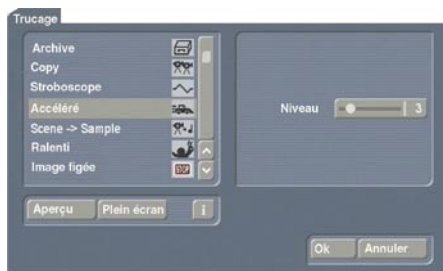 Trucage
Archive
Copy
Stroboscope
Accéléré
Scene -> Sample
Ralenti
Image figée
Niveau 3
Aperçu Plein écran i
Ok Annuler